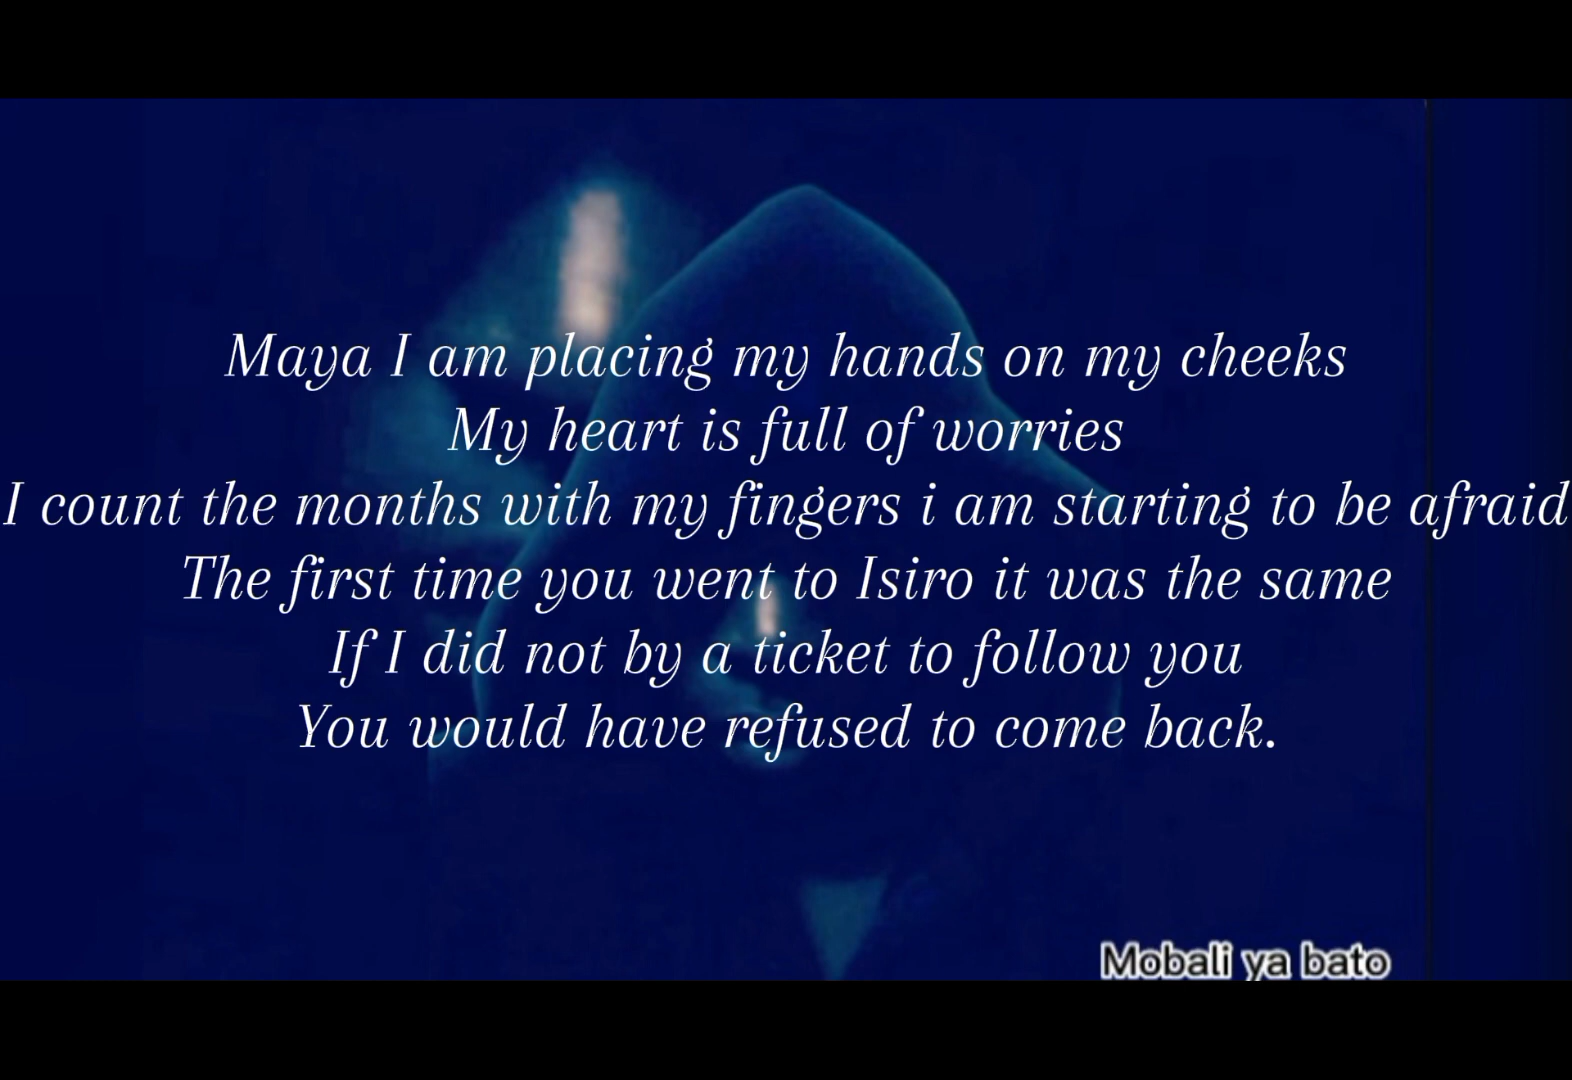 Maya I am placing my hands on my cheeks
My heart is full of worries
I count the months with my fingers i am starting to be afraid
The first time you went to Isiro it was the same
If I did not by a ticket to follow you
You would have refused to come back.
Mobali ya bato